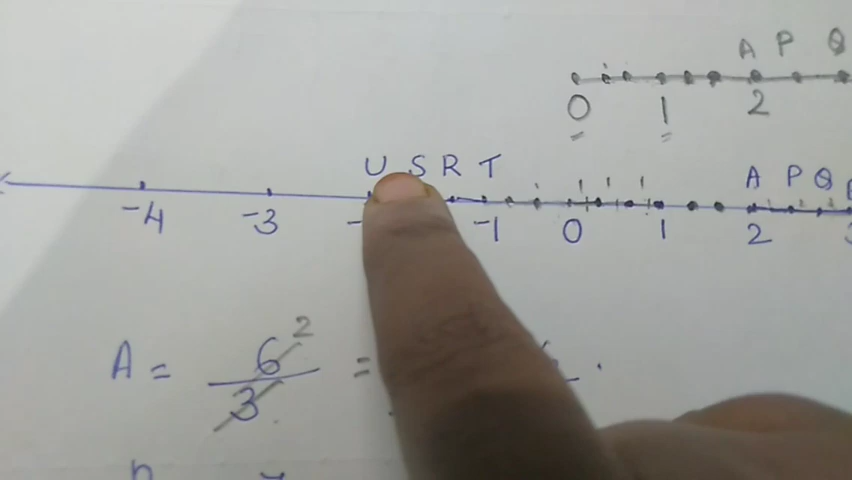 A P Q
0 1 2
U S R T A P Q
-4 -3 - -1 0 1 2
A = 6/3 2 =